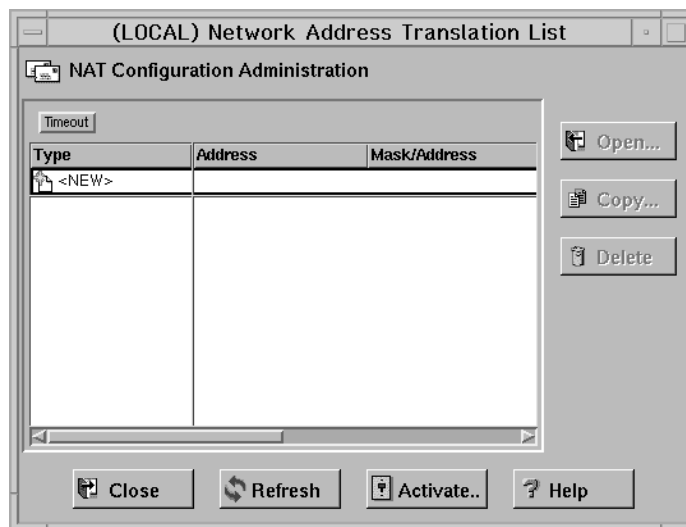 (LOCAL) Network Address Translation List
NAT Configuration Administration
Timeout
Type Address Mask/Address
<NEW>
Open...
Copy...
Delete
Close Refresh Activate.. Help